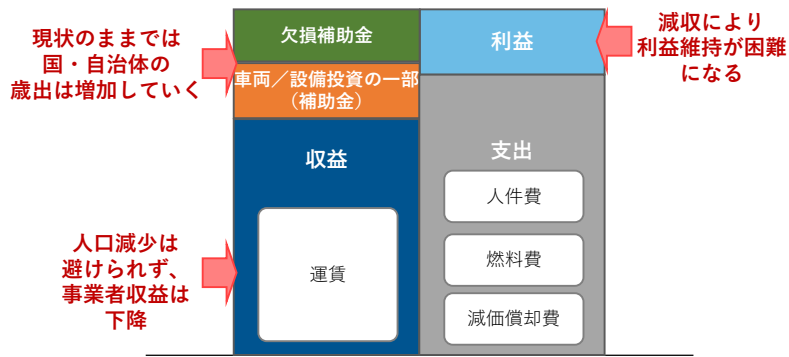 現状のままでは
国・自治体の
歳出は増加していく
欠損補助金
車両／設備投資の一部
（補助金）
収益
運賃
人口減少は
避けられず、
事業者収益は
下降
利益
支出
人件費
燃料費
減価償却費
減収により
利益維持が困難
になる